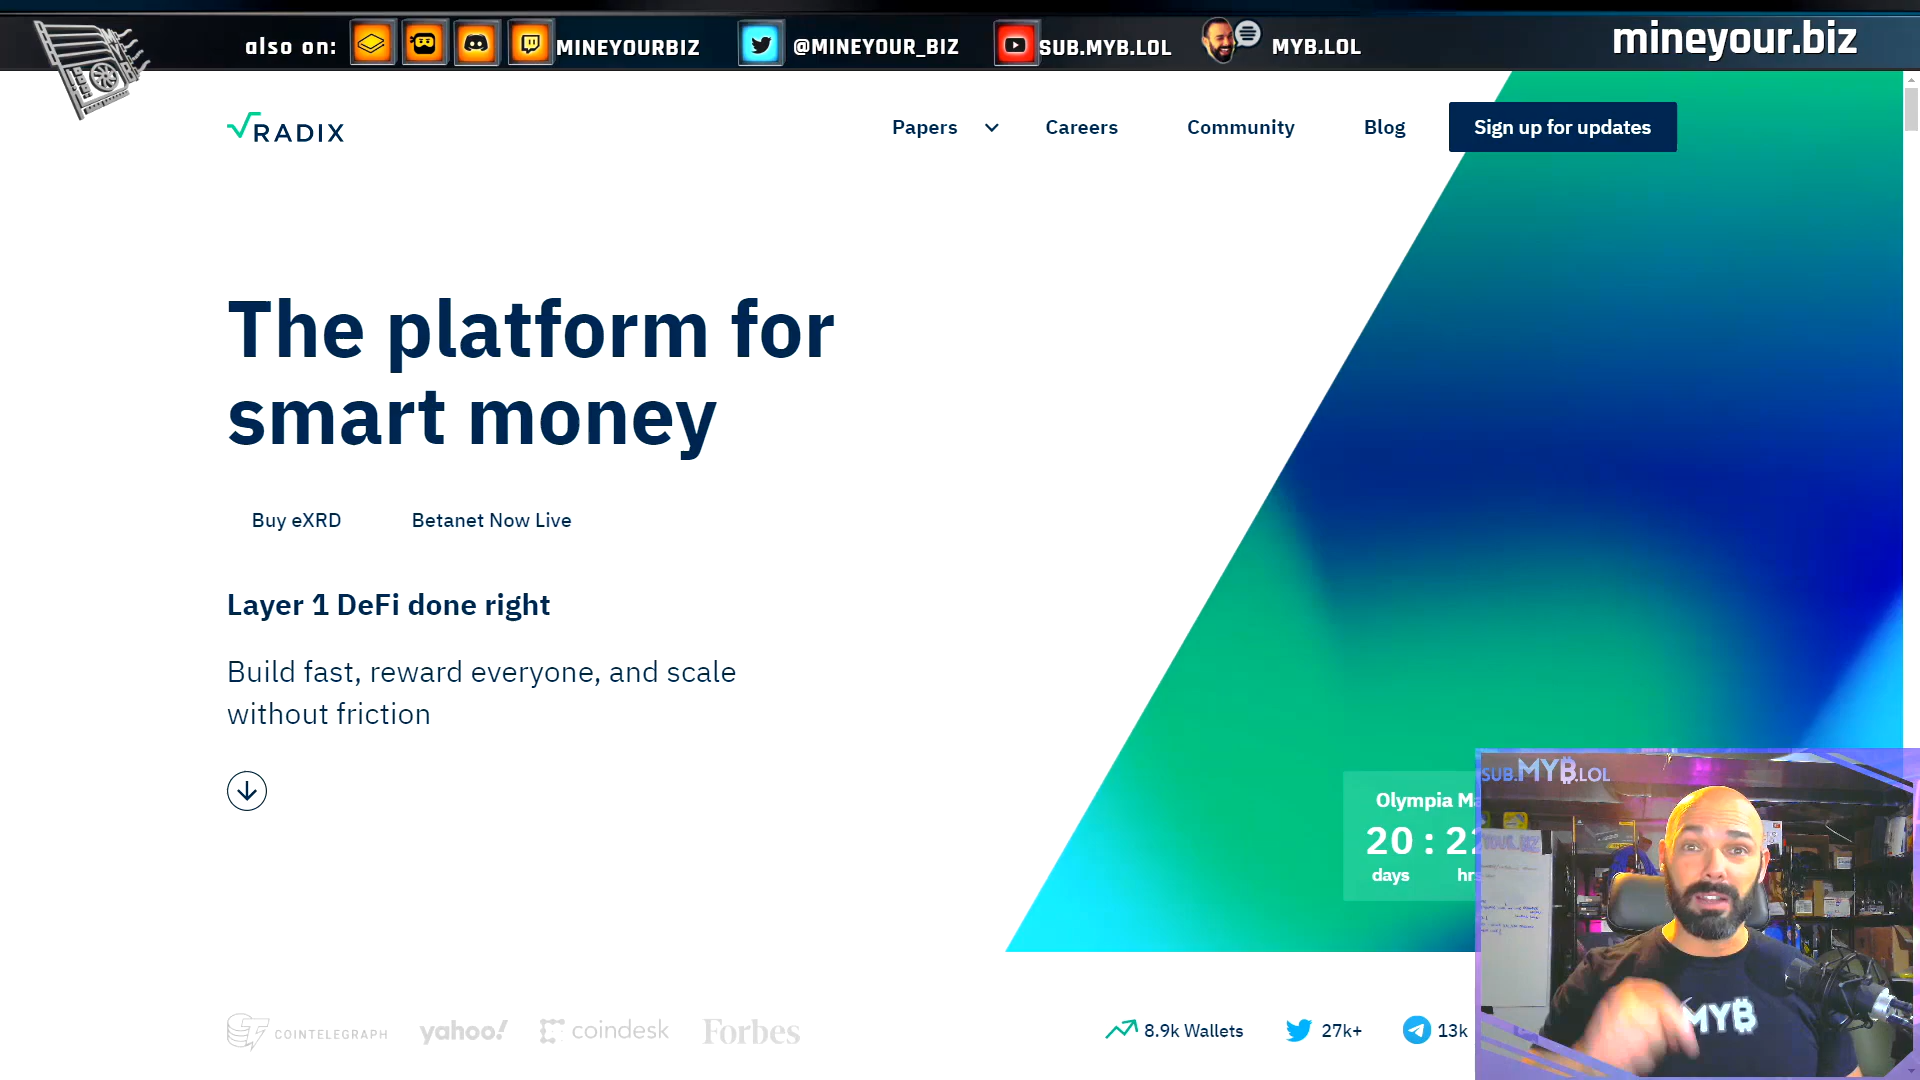 also on:
MINEYOURBIZ
@MINEYOUR_BIZ
SUB.MYB.LOL
MYB.LOL
mineyour.biz
RADIX
Papers
Careers
Community
Blog
Sign up for updates
The platform for
smart money
Buy eXRD
Betanet Now Live
Layer 1 DeFi done right
Build fast, reward everyone, and scale
without friction
Olympia
20 : 22
days hrs
SUB.MYB.LOL
MYB
COINTELEGRAPH
yahoo!
coindesk
Forbes
8.9k Wallets
27k+
13k